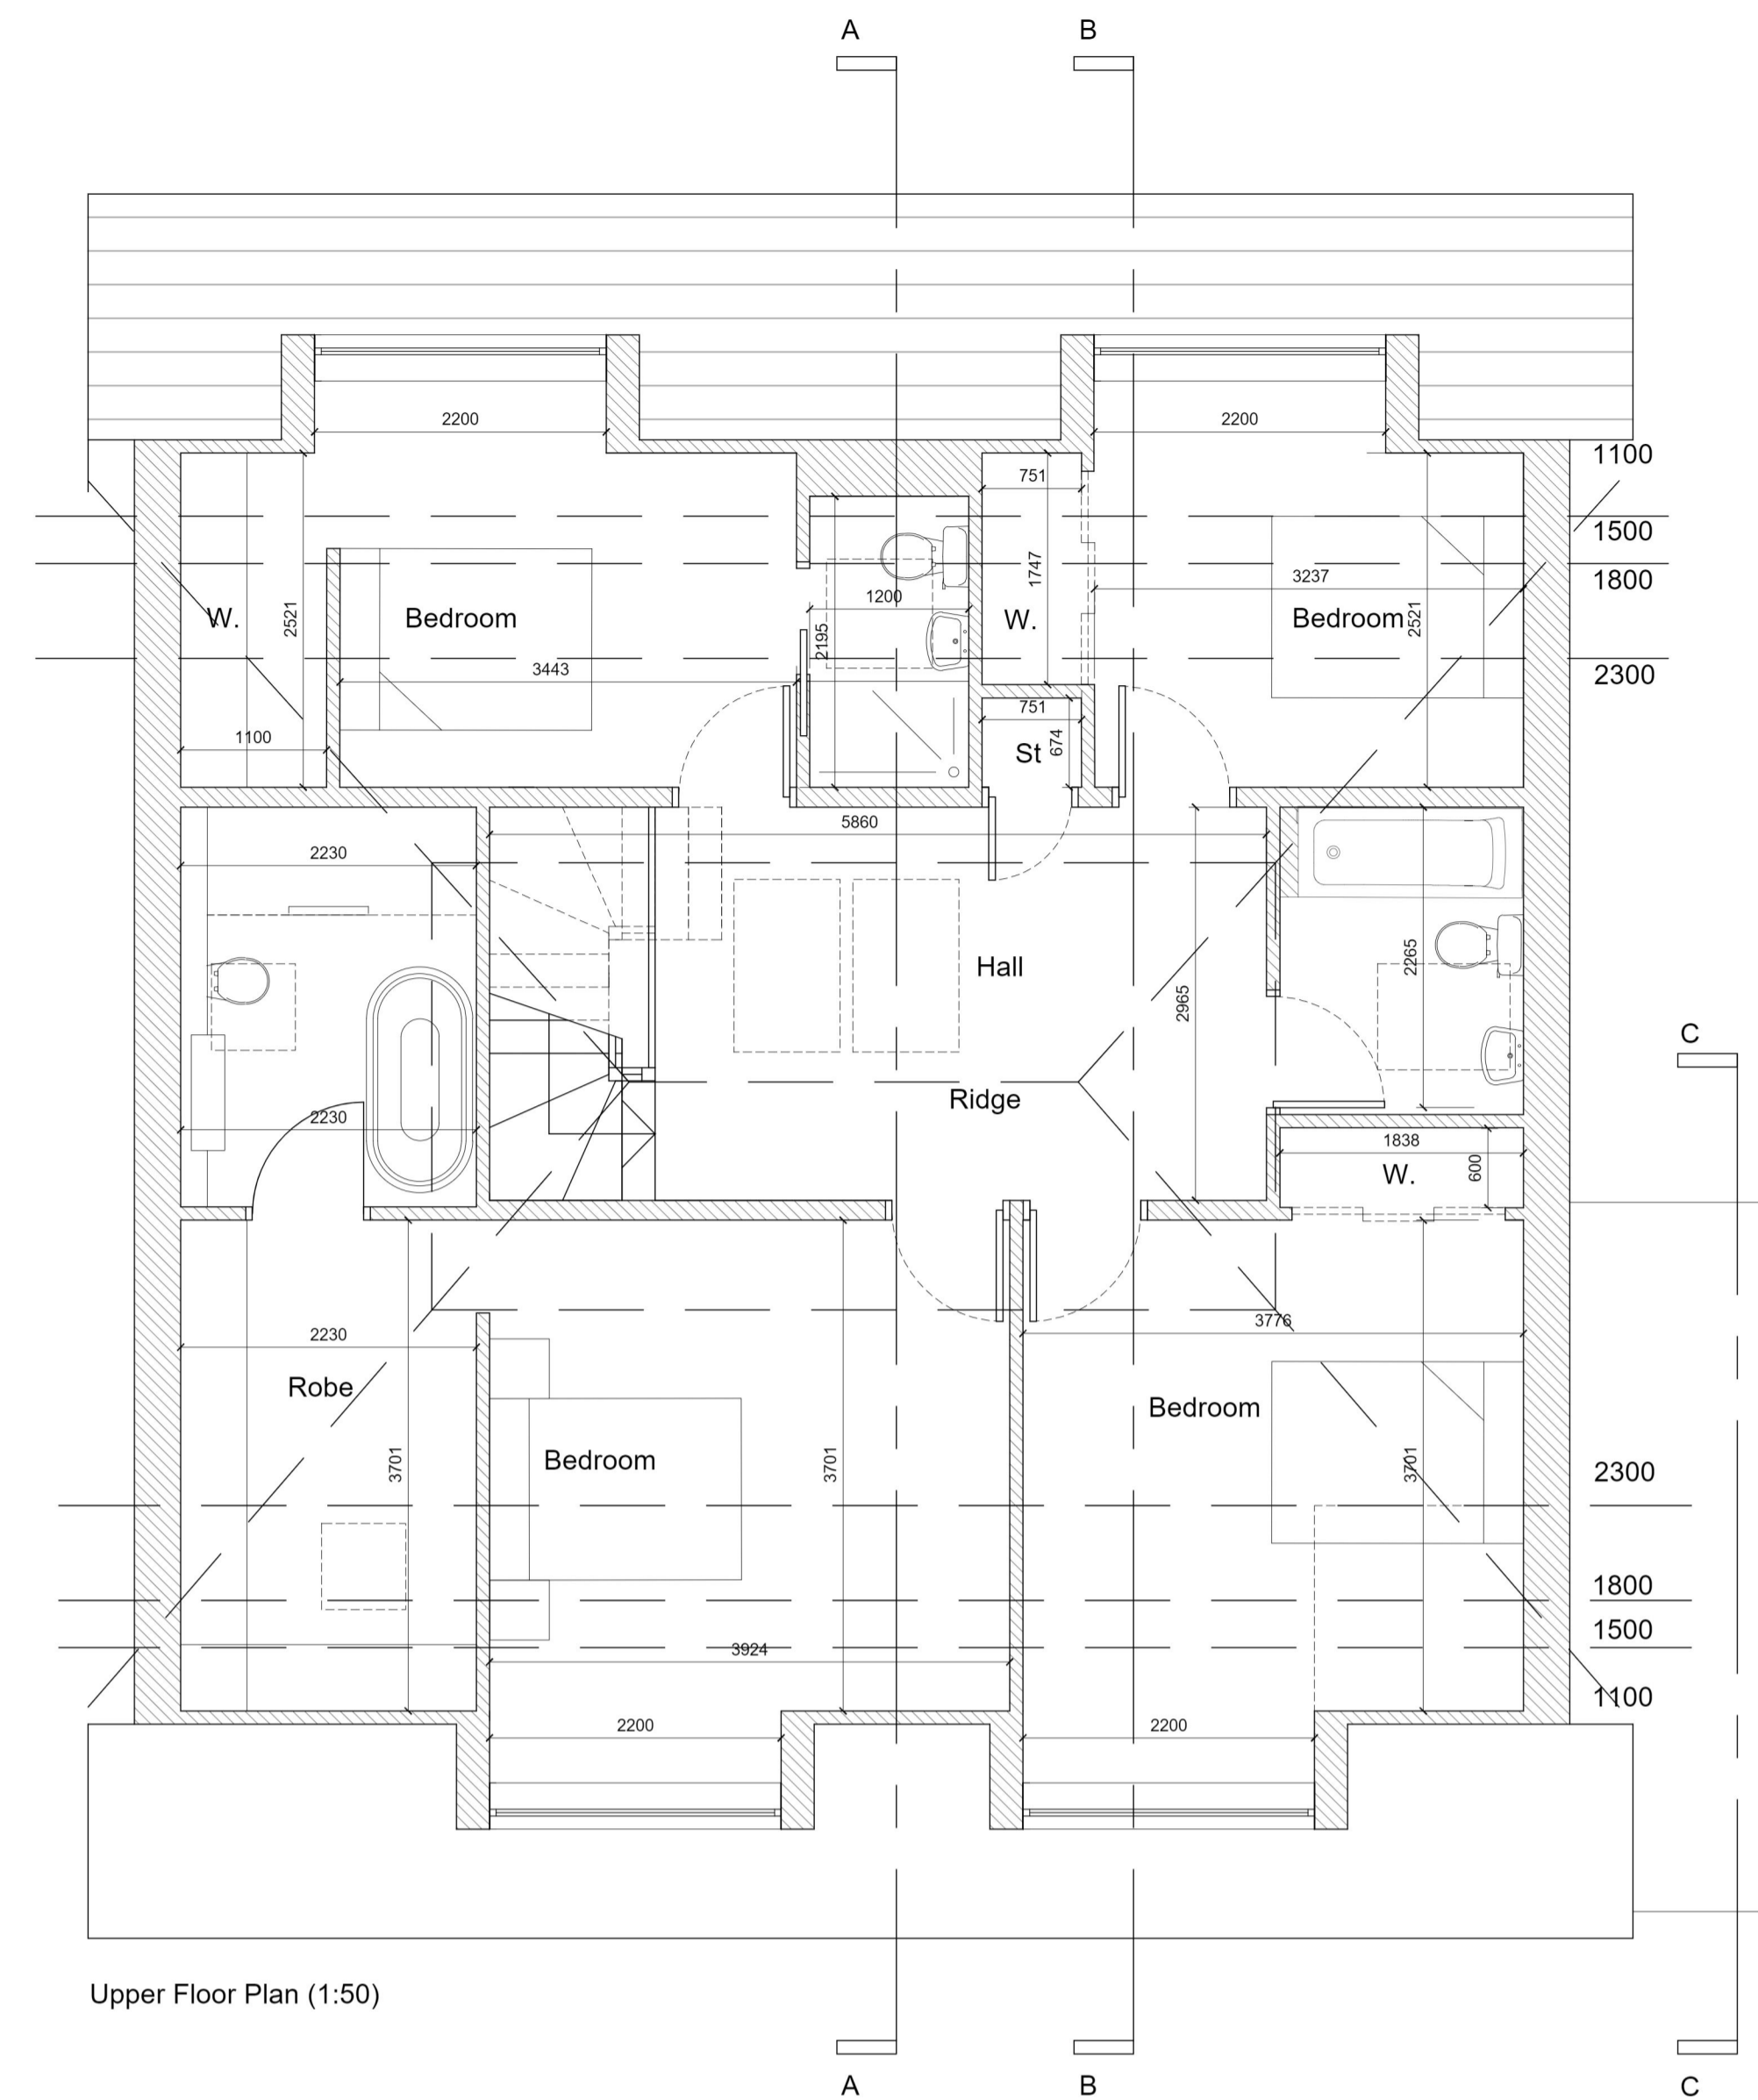 A B
2200 2200
1100
751
1500
1747
3237
1800
1200
W. 2521 Bedroom 2195 W. Bedroom 2521
3443
2300
751
1100
St 674
5860
2230
2265
Hall
2965
C
Ridge
2230
1838
W. 600
3776
2230
Robe
Bedroom
3701 Bedroom 3701 3701
2300
1800
1500
3924
1100
2200 2200
Upper Floor Plan (1:50)
A B C